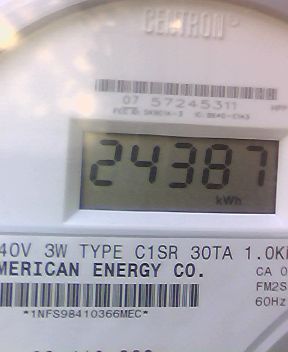 CENTRON
07 57245311
24387
kWh
40V 3W TYPE C1SR 30TA 1.0K
MERICAN ENERGY CO.
CA 0
FM2S
60Hz
*1NFS98410366MEC*